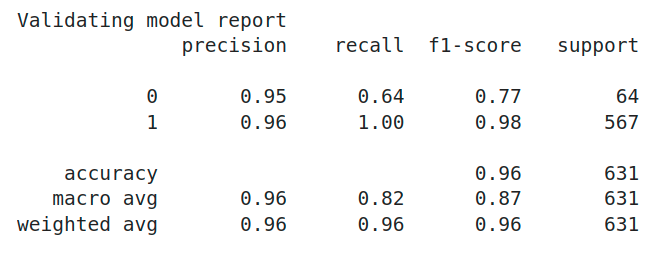 Validating model report
precision recall f1-score support
0 0.95 0.64 0.77 64
1 0.96 1.00 0.98 567
accuracy 0.96 631
macro avg 0.96 0.82 0.87 631
weighted avg 0.96 0.96 0.96 631